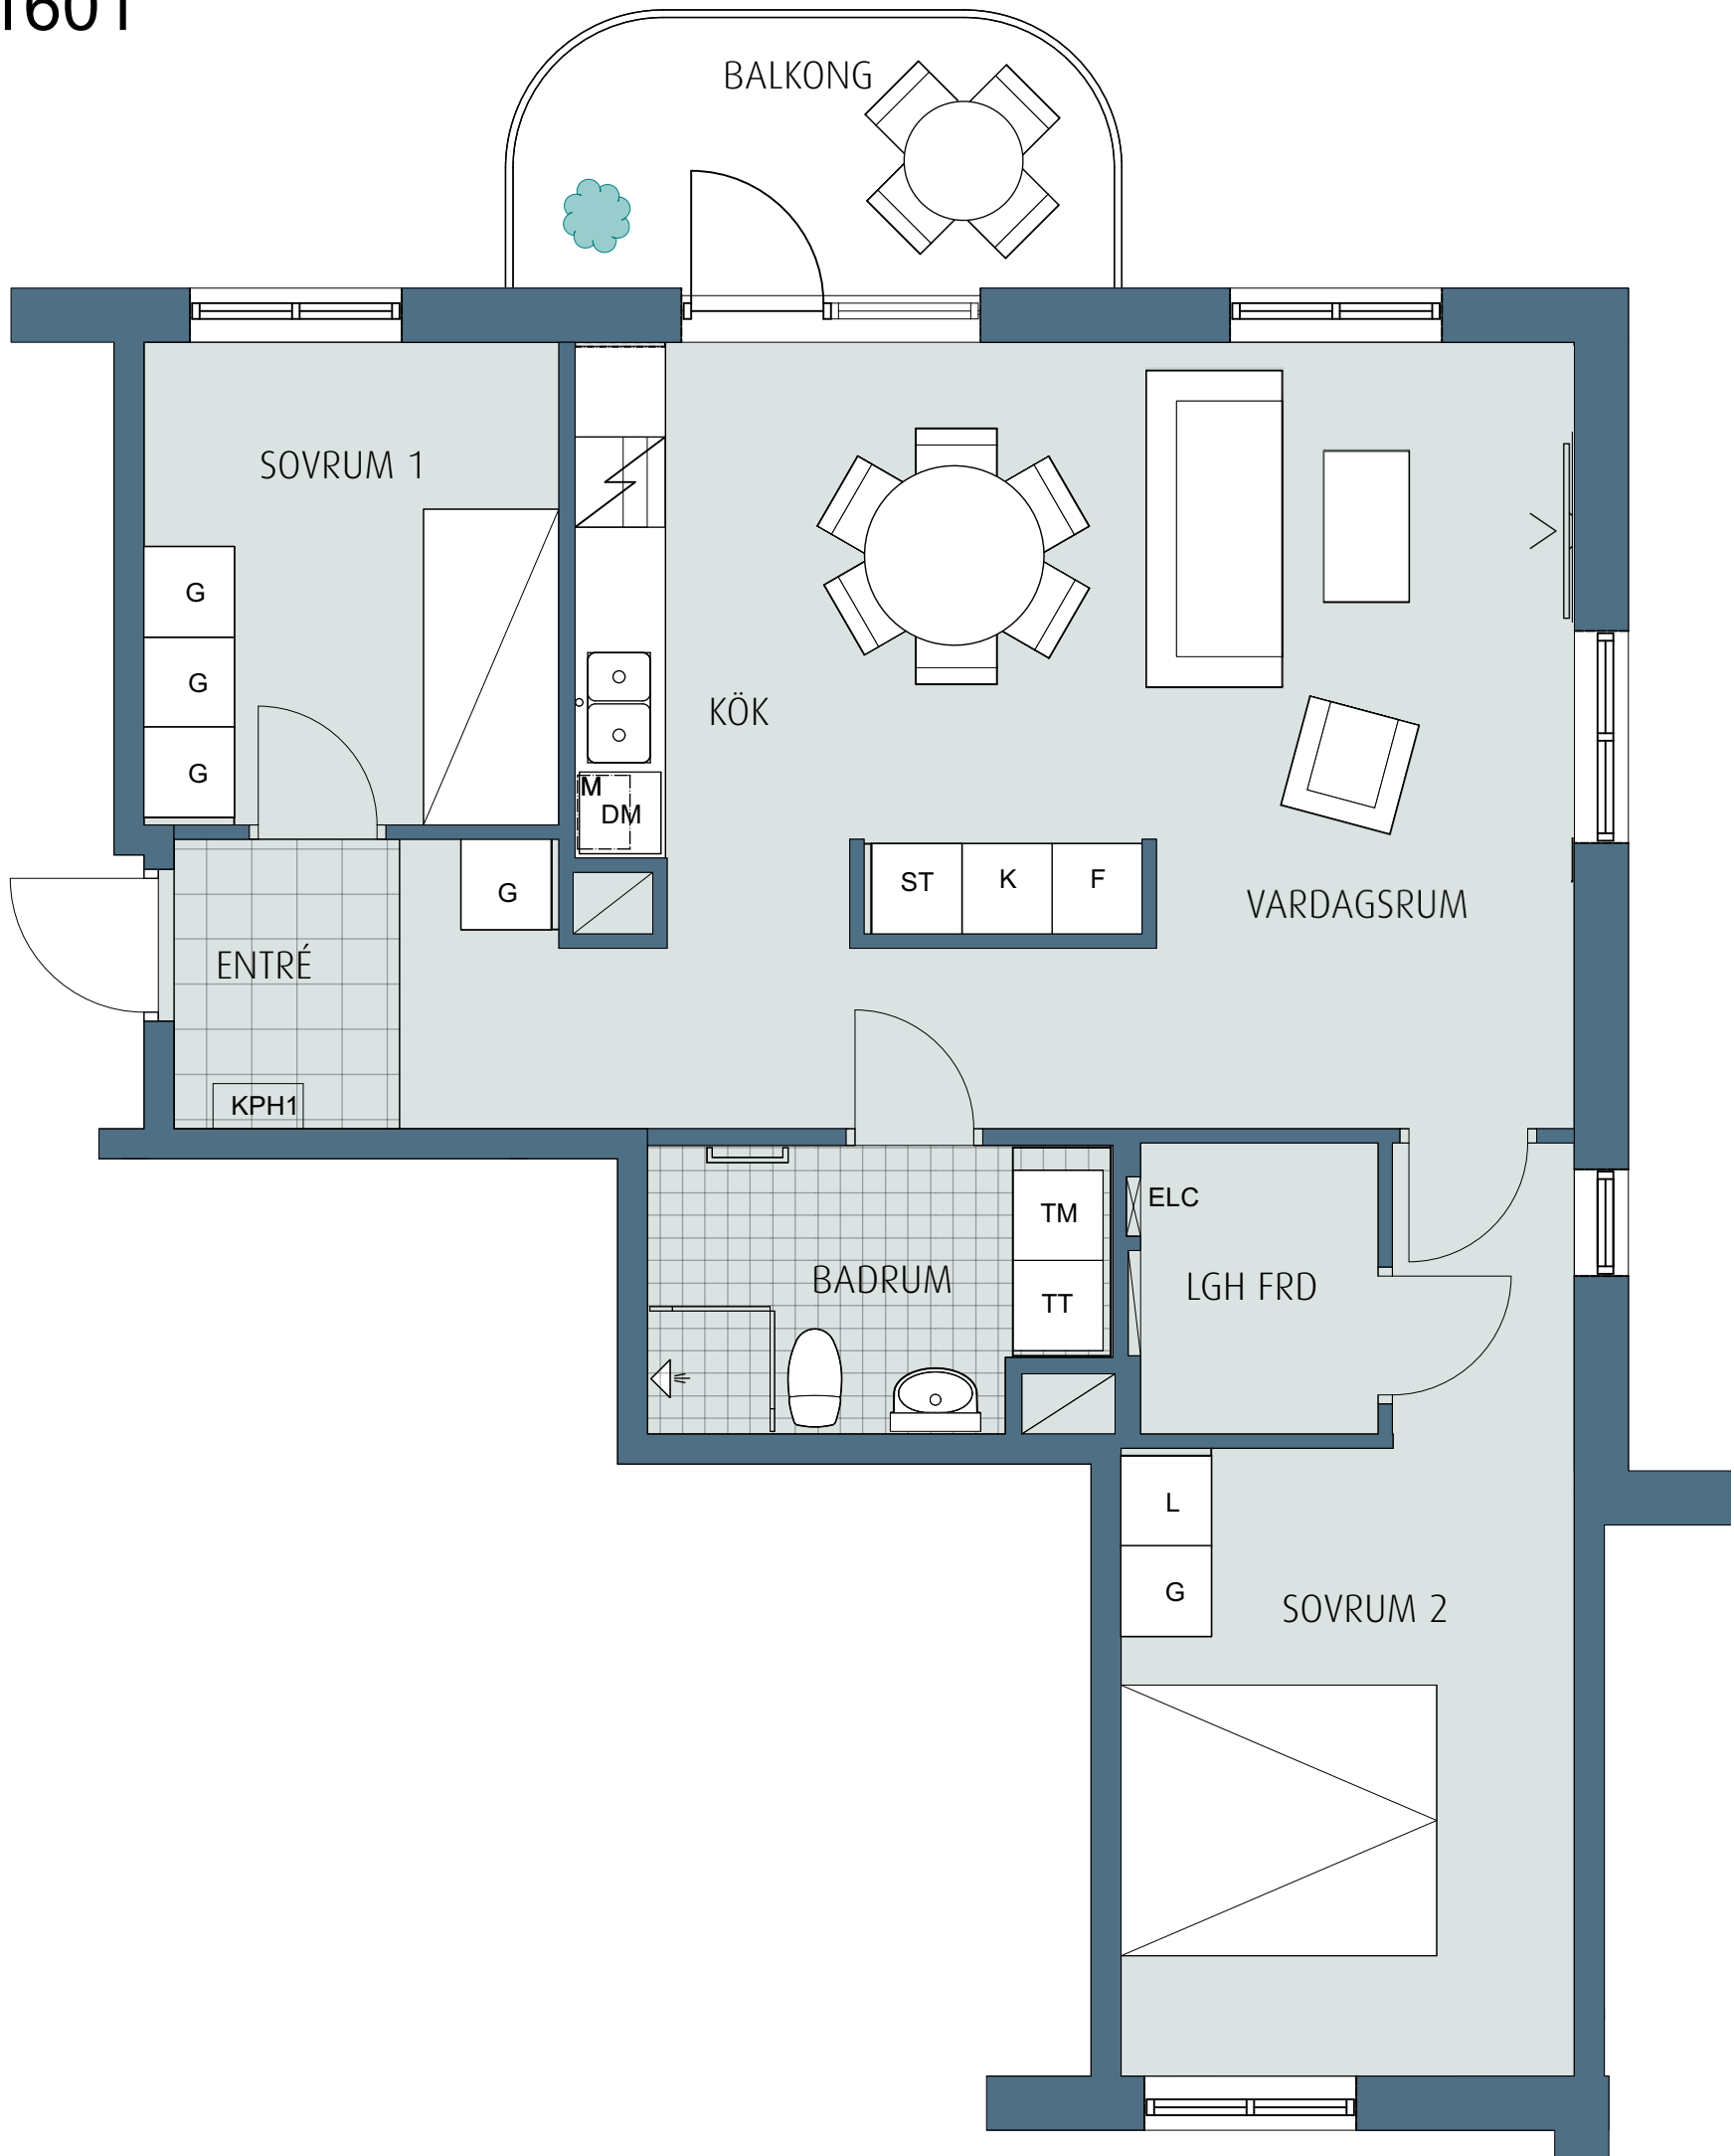 1601
BALKONG
SOVRUM 1
G
G
G
KÖK
M
DM
G
ST K F
VARDAGSRUM
ENTRÉ
KPH1
TM
ELC
BADRUM
LGH FRD
TT
L
G
SOVRUM 2